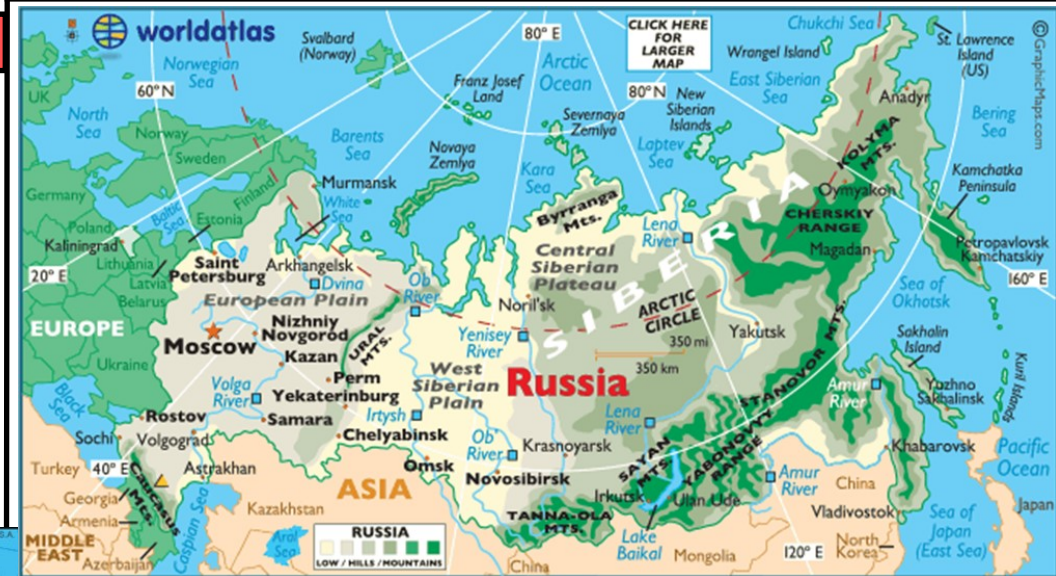 worldatlas
Svalbard
(Norway)
80° E
CLICK HERE
FOR
LARGER
MAP
Chukchi Sea
St. Lawrence
Island
(US)
©GraphicMaps.com
Norwegian
Sea
60° N
Franz Josef
Land
Arctic
Ocean
80° N
Wrangel Island
East Siberian
Sea
UK
North
Sea
Norway
Sweden
Finland
Barents
Sea
Novaya
Zemlya
Severnaya
Zemlya
New
Siberian
Islands
Laptev
Sea
Kara
Sea
Anadyr
Bering
Sea
KOLYMA
MTS.
Kamchatka
Peninsula
Germany
Poland
Kaliningrad
Baltic
Sea
Estonia
Lithuania
Latvia
Belarus
Murmansk
White
Sea
Byrranga
Mts.
Lena
River
SIBERIA
Oymyakon
CHERSKIY
RANGE
Magadan
Petropavlovsk
Kamchatskiy
160° E
20° E
Saint
Petersburg
Arkhangelsk
Dvina
European Plain
Ob
River
Central
Siberian
Plateau
Noril'sk
ARCTIC
CIRCLE
Sea of
Okhotsk
EUROPE
Ukraine
Moscow
Nizhniy
Novgorod
Kazan
URAL
MTS.
Yenisey
River
350 mi
350 km
Yakutsk
Sakhalin
Island
Kuril Islands
Black
Sea
Volga
River
Perm
Yekaterinburg
Samara
West
Siberian
Plain
Irtysh
Russia
Lena
River
STANOVOY MTS.
Amur
River
Yuzhno
Sakhalinsk
Rostov
Sochi
Volgograd
Chelyabinsk
Omsk
Ob'
River
Novosibirsk
Krasnoyarsk
SAYAN
MTS.
YABONOVYY
RANGE
Khabarovsk
Pacific
Ocean
Turkey
40° E
Astrakhan
Georgia
Armenia
Caucasus
Mts.
Azerbaijan
MIDDLE
EAST
Caspian Sea
ASIA
Kazakhstan
Aral
Sea
RUSSIA
LOW / HILLS / MOUNTAINS
TANNA-OLA
MTS.
China
Irkutsk
Ulan Ude
Lake
Baikal
Mongolia
Amur
River
China
120° E
Vladivostok
North
Korea
Sea of
Japan
(East Sea)
Japan